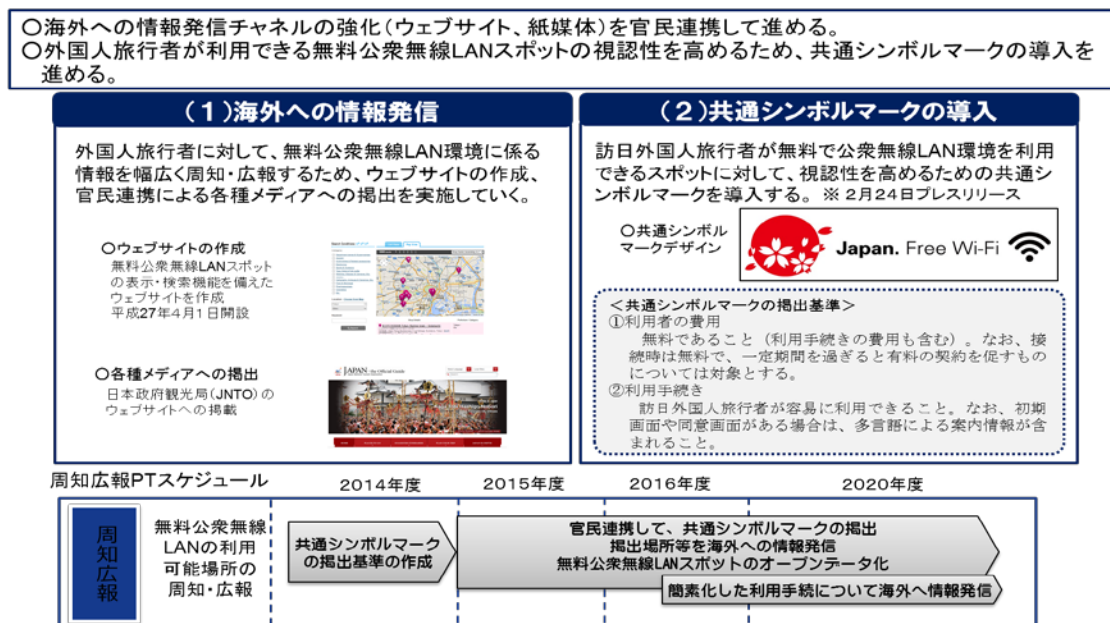 ○海外への情報発信チャネルの強化(ウェブサイト、紙媒体)を官民連携して進める。
○外国人旅行者が利用できる無料公衆無線LANスポットの視認性を高めるため、共通シンボルマークの導入を
進める。
(1)海外への情報発信
外国人旅行者に対して、無料公衆無線LAN環境に係る
情報を幅広く周知・広報するため、ウェブサイトの作成、
官民連携による各種メディアへの掲出を実施していく。
○ウェブサイトの作成
無料公衆無線LANスポット
の表示・検索機能を備えた
ウェブサイトを作成
平成27年4月1日開設
○各種メディアへの掲出
日本政府観光局(JNTO)の
ウェブサイトへの掲載
JAPAN
(2)共通シンボルマークの導入
訪日外国人旅行者が無料で公衆無線LAN環境を利用
できるスポットに対して、視認性を高めるための共通シ
ンボルマークを導入する。 ※ 2月24日プレスリリース
○共通シンボル
マークデザイン
Japan. Free Wi-Fi
<共通シンボルマークの掲出基準>
①利用者の費用
無料であること(利用手続きの費用も含む)。なお、接
続時は無料で、一定期間を過ぎると有料の契約を促すもの
については対象とする。
②利用手続き
訪日外国人旅行者が容易に利用できること。なお、初期
画面や同意画面がある場合は、多言語による案内情報が含
まれること。
周知広報PTスケジュール
2014年度 2015年度 2016年度 2020年度
周知広報
無料公衆無線
LANの利用
可能場所の
周知・広報
共通シンボルマーク
の掲出基準の作成
官民連携して、共通シンボルマークの掲出
掲出場所等を海外への情報発信
無料公衆無線LANスポットのオープンデータ化
簡素化した利用手続について海外へ情報発信